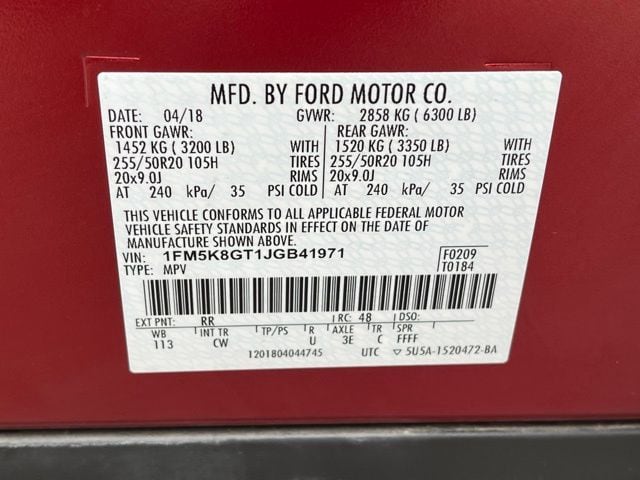 MFD. BY FORD MOTOR CO.
DATE: 04/18 GVWR: 2858 KG ( 6300 LB)
FRONT GAWR: REAR GAWR:
1452 KG ( 3200 LB) WITH 1520 KG ( 3350 LB) WITH
255/50R20 105H TIRES 255/50R20 105H TIRES
20x9.0J RIMS 20x9.0J RIMS
AT 240 kPa/ 35 PSI COLD AT 240 kPa/ 35 PSI COLD
THIS VEHICLE CONFORMS TO ALL APPLICABLE FEDERAL MOTOR
VEHICLE SAFETY STANDARDS IN EFFECT ON THE DATE OF
MANUFACTURE SHOWN ABOVE.
VIN: 1FM5K8GT1JGB41971 F0209
TYPE: MPV T0184
EXT PNT: RR RC: 48 DSO:
WB INT TR TP/PS R AXLE TR SPR
113 CW U 3E C FFFF
1201804044745 UTC ▽ 5U5A-1520472-BA